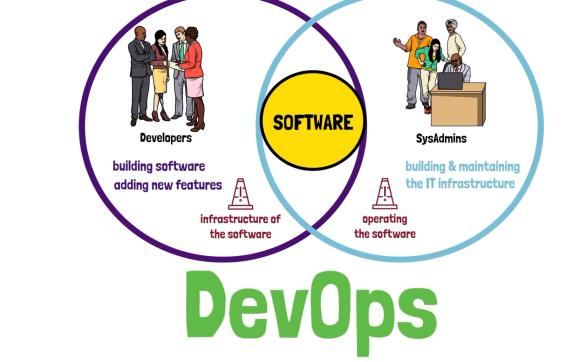 SOFTWARE
Developers
building software
adding new features
infrastructure of
the software
SysAdmins
building & maintaining
the IT infrastructure
operating
the software
DevOps